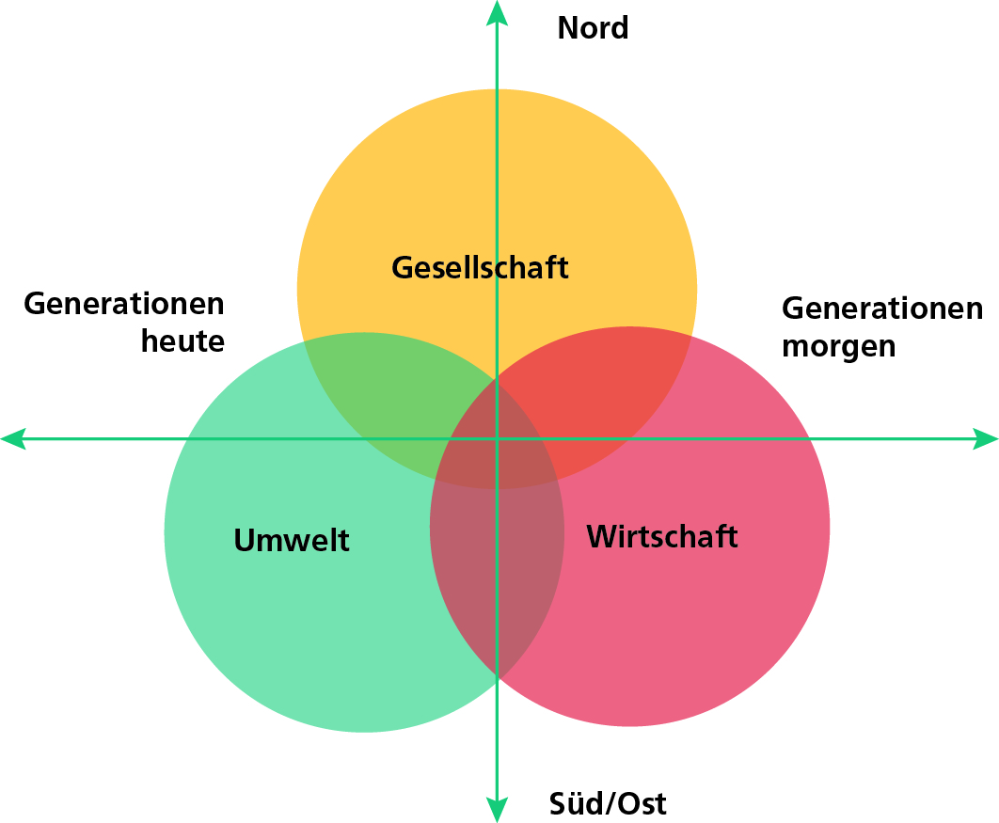 Nord
Gesellschaft
Generationen
heute
Generationen
morgen
Umwelt
Wirtschaft
Süd/Ost